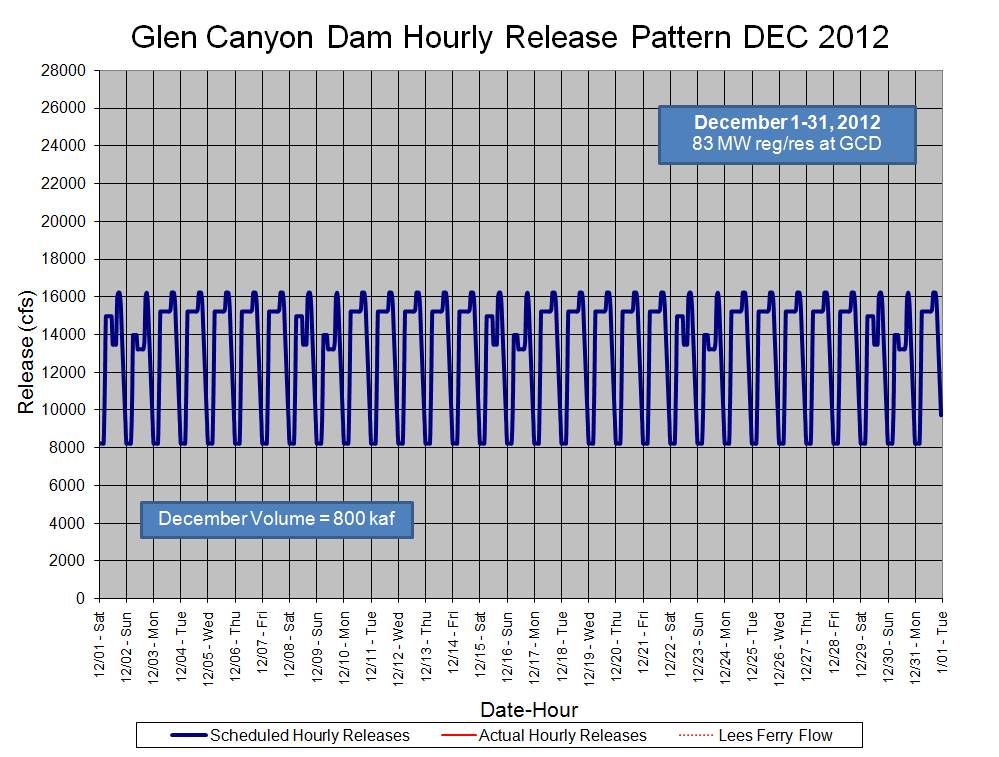 Glen Canyon Dam Hourly Release Pattern DEC 2012
28000
26000
24000
22000
20000
18000
16000
14000
12000
10000
8000
6000
4000
2000
0
Release (cfs)
December 1-31, 2012
83 MW reg/res at GCD
December Volume = 800 kaf
12/01 - Sat
12/02 - Sun
12/03 - Mon
12/04 - Tue
12/05 - Wed
12/06 - Thu
12/07 - Fri
12/08 - Sat
12/09 - Sun
12/10 - Mon
12/11 - Tue
12/12 - Wed
12/13 - Thu
12/14 - Fri
12/15 - Sat
12/16 - Sun
12/17 - Mon
12/18 - Tue
12/19 - Wed
12/20 - Thu
12/21 - Fri
12/22 - Sat
12/23 - Sun
12/24 - Mon
12/25 - Tue
12/26 - Wed
12/27 - Thu
12/28 - Fri
12/29 - Sat
12/30 - Sun
12/31 - Mon
1/01 - Tue
Date-Hour
Scheduled Hourly Releases
Actual Hourly Releases
Lees Ferry Flow